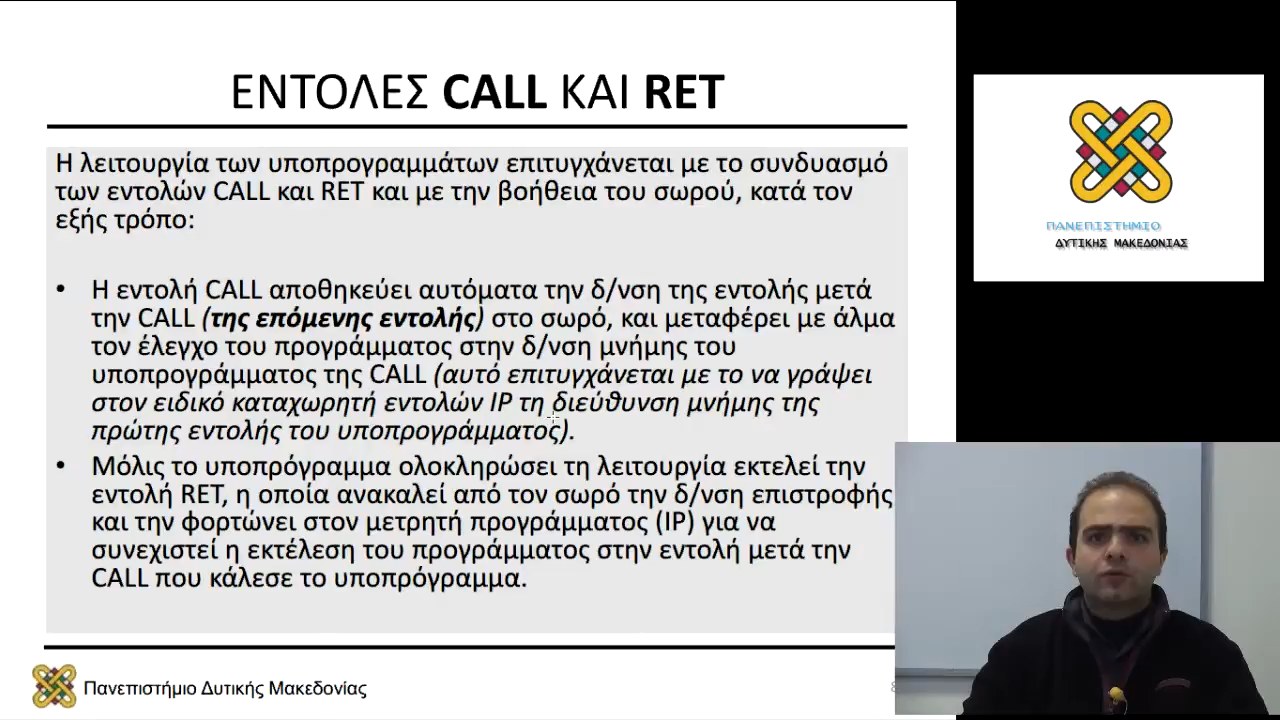 ΕΝΤΟΛΕΣ CALL ΚΑΙ RET
Η λειτουργία των υποπρογραμμάτων επιτυγχάνεται με το συνδυασμό
των εντολών CALL και RET και με την βοήθεια του σωρού, κατά τον
εξής τρόπο:
• Η εντολή CALL αποθηκεύει αυτόματα την δ/νση της εντολής μετά
την CALL (της επόμενης εντολής) στο σωρό, και μεταφέρει με άλμα
τον έλεγχο του προγράμματος στην δ/νση μνήμης του
υποπρογράμματος της CALL (αυτό επιτυγχάνεται με το να γράψει
στον ειδικό καταχωρητή εντολών IP τη διεύθυνση μνήμης της
πρώτης εντολής του υποπρογράμματος).
• Μόλις το υποπρόγραμμα ολοκληρώσει τη λειτουργία εκτελεί την
εντολή RET, η οποία ανακαλεί από τον σωρό την δ/νση επιστροφής
και την φορτώνει στον μετρητή προγράμματος (IP) για να
συνεχιστεί η εκτέλεση του προγράμματος στην εντολή μετά την
CALL που κάλεσε το υποπρόγραμμα.
Πανεπιστήμιο Δυτικής Μακεδονίας
ΠΑΝΕΠΙΣΤΗΜΙΟ
ΔΥΤΙΚΗΣ ΜΑΚΕΔΟΝΙΑΣ